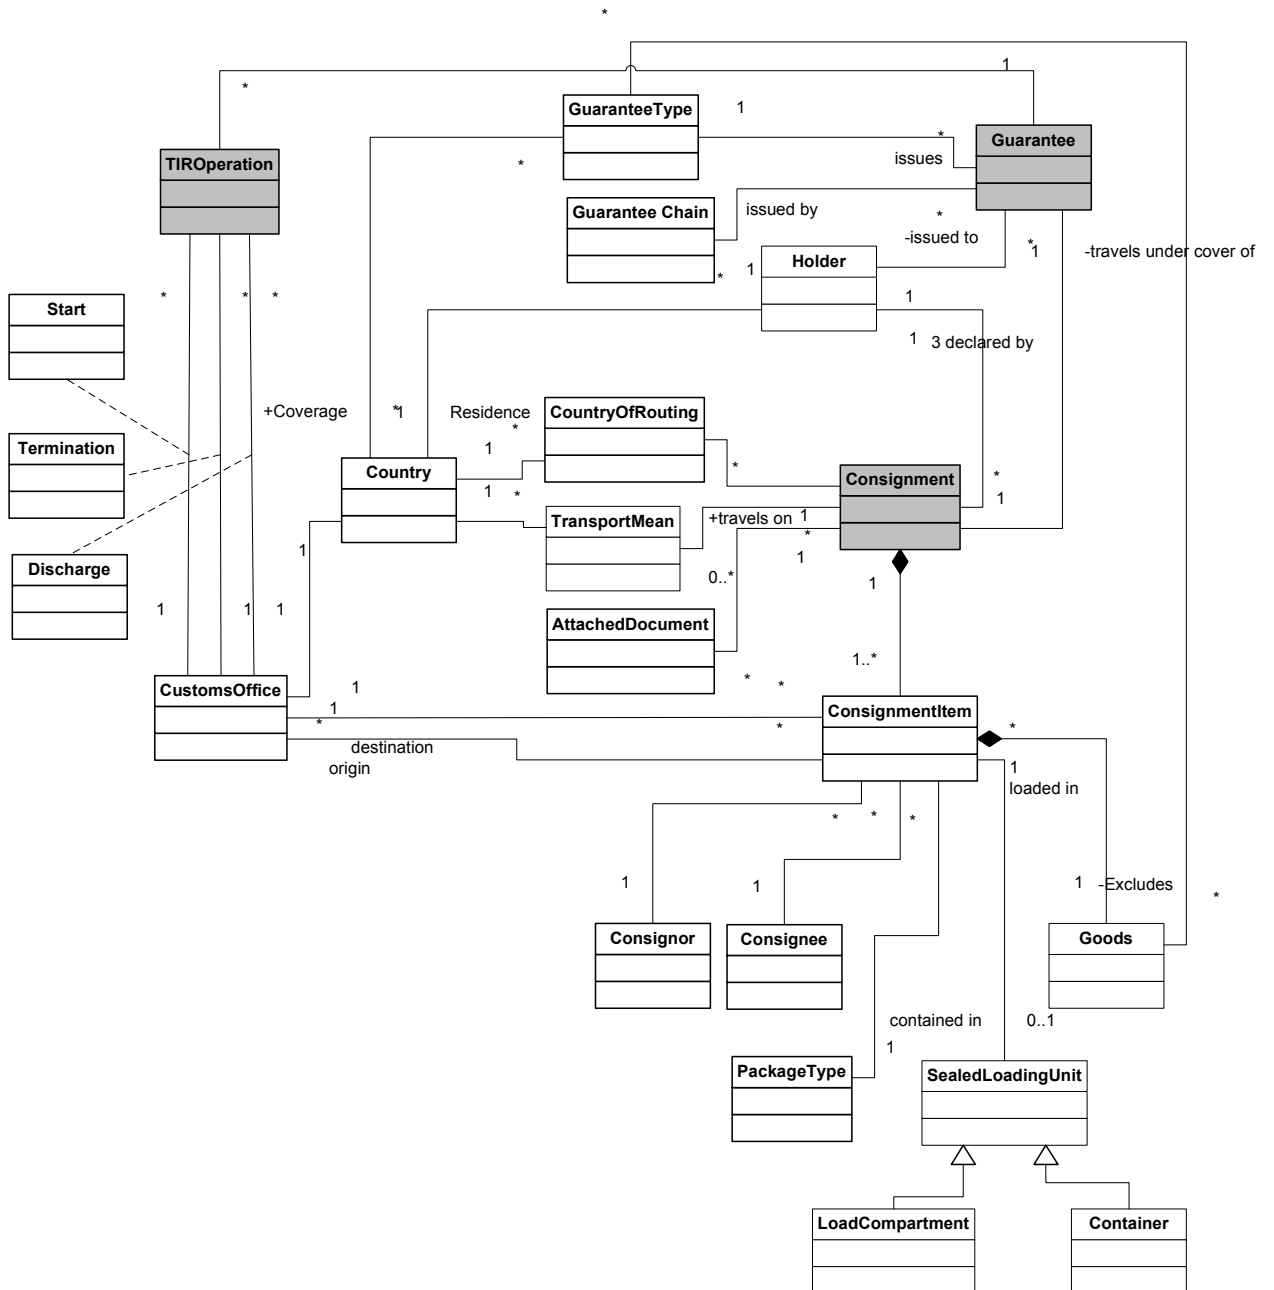 *
1
*
GuaranteeType
1
*
Guarantee
TIROperation
*
issues
Guarantee Chain
issued by
*
-issued to
*
1
-travels under cover of
Holder
1
*
Start
*
*
*
1
1
3 declared by
+Coverage
*
1
Residence
CountryOfRouting
*
Termination
1
Country
*
Consignment
*
1
*
1
TransportMean
+travels on
1
*
1
1
Discharge
0..*
1
1
1
1
AttachedDocument
1..*
CustomsOffice
*
*
1
1
*
ConsignmentItem
*
*
destination
origin
1
loaded in
*
*
*
1
1
1
-Excludes
*
Consignor
Consignee
Goods
contained in
0..1
1
PackageType
SealedLoadingUnit
LoadCompartment
Container